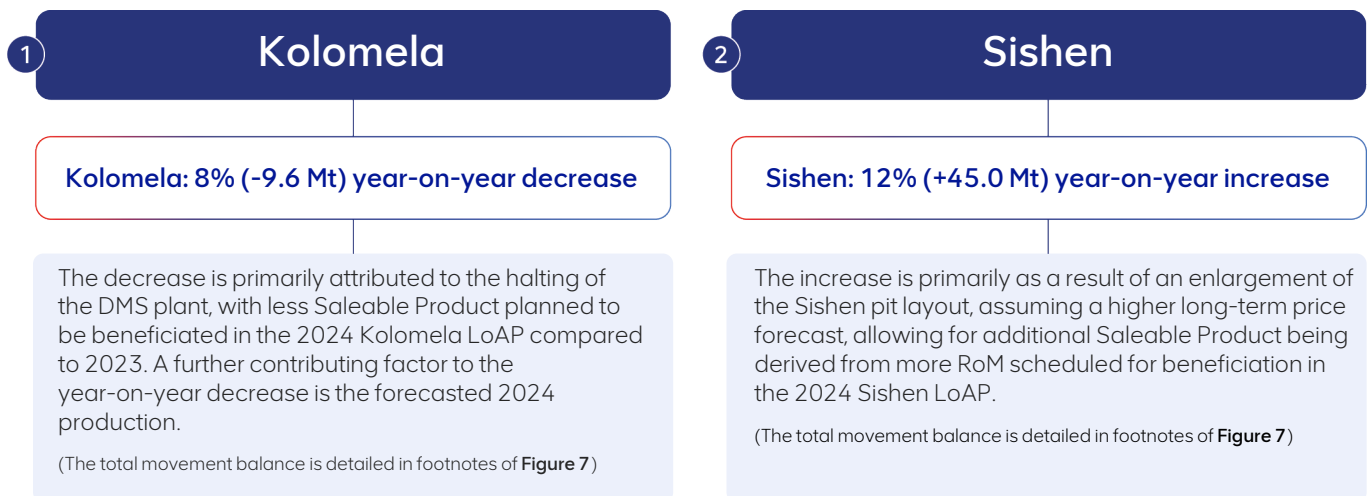 1
Kolomela
Kolomela: 8% (-9.6 Mt) year-on-year decrease
The decrease is primarily attributed to the halting of
the DMS plant, with less Saleable Product planned to
be beneficiated in the 2024 Kolomela LoAP compared
to 2023. A further contributing factor to the
year-on-year decrease is the forecasted 2024
production.
(The total movement balance is detailed in footnotes of Figure 7)
2
Sishen
Sishen: 12% (+45.0 Mt) year-on-year increase
The increase is primarily as a result of an enlargement of
the Sishen pit layout, assuming a higher long-term price
forecast, allowing for additional Saleable Product being
derived from more RoM scheduled for beneficiation in
the 2024 Sishen LoAP.
(The total movement balance is detailed in footnotes of Figure 7)